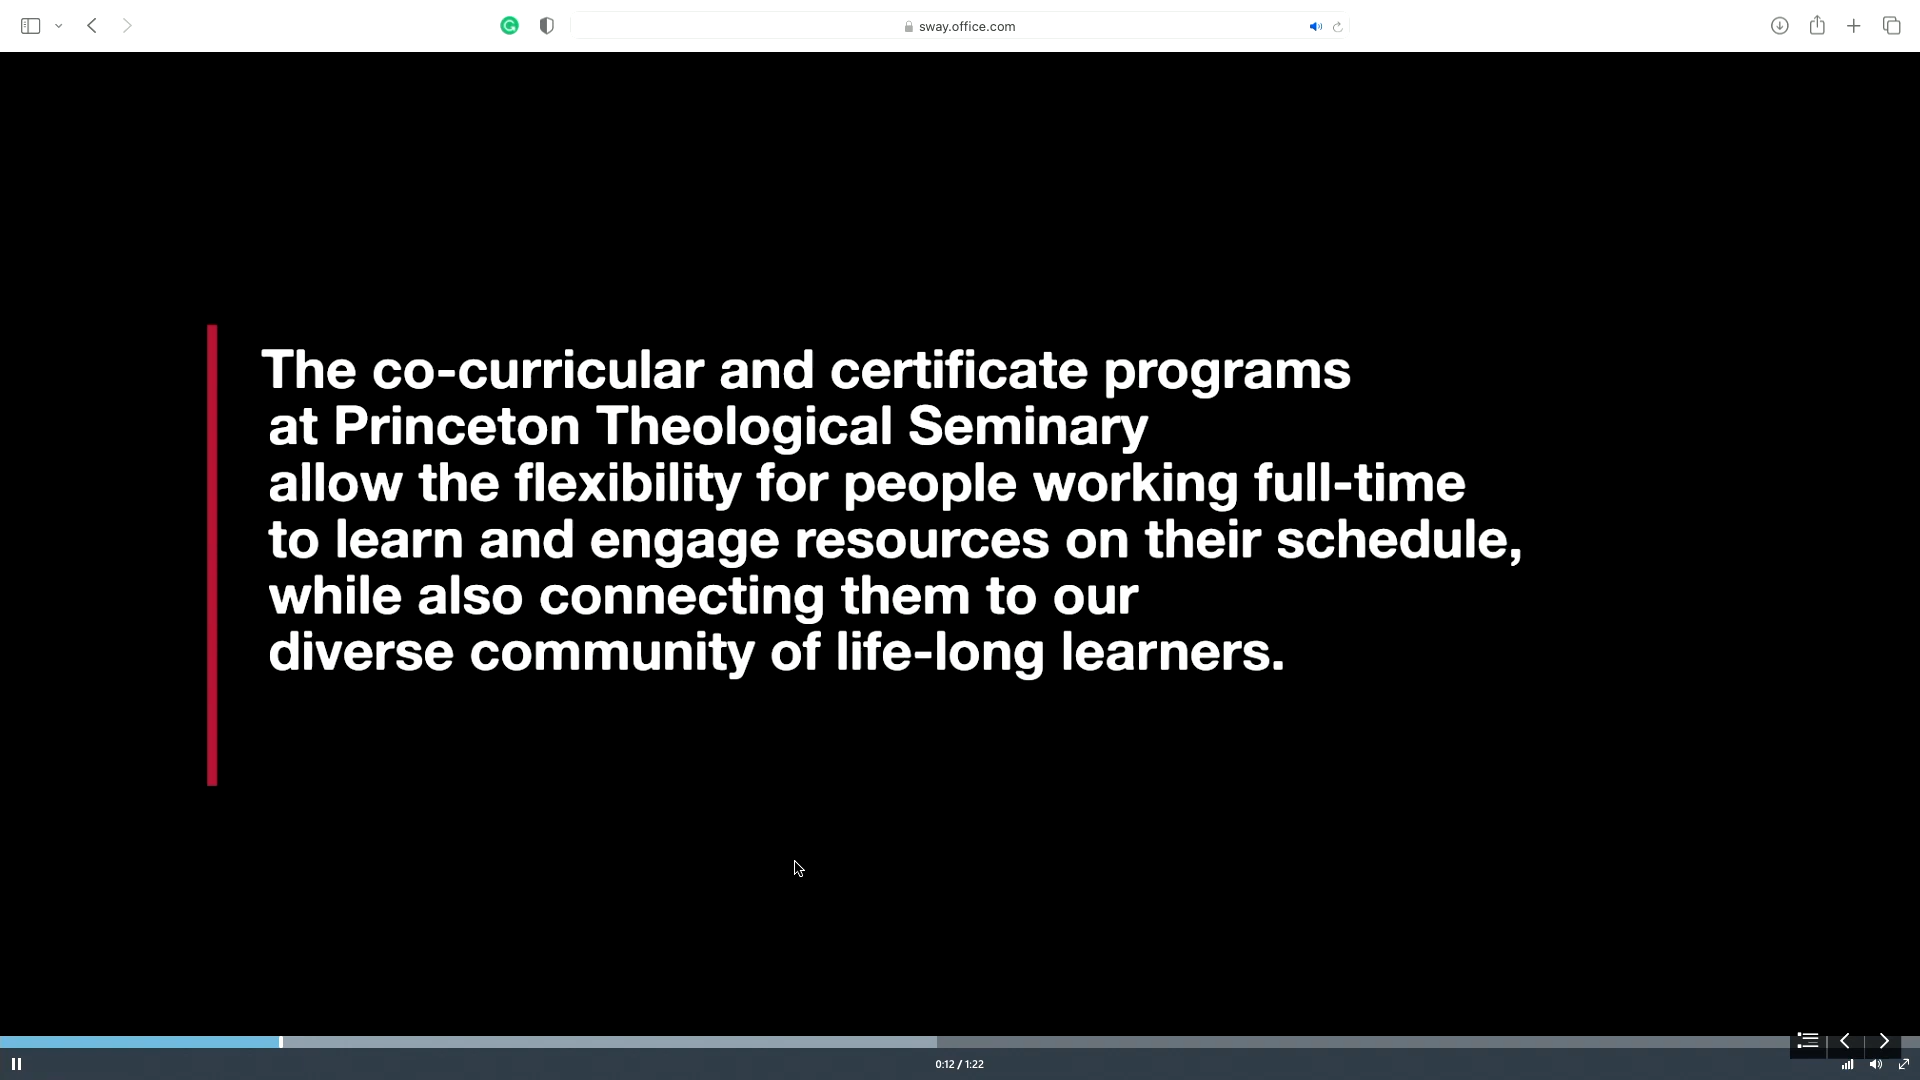 sway.office.com
The co-curricular and certificate programs
at Princeton Theological Seminary
allow the flexibility for people working full-time
to learn and engage resources on their schedule,
while also connecting them to our
diverse community of life-long learners.
0:12 / 1:22